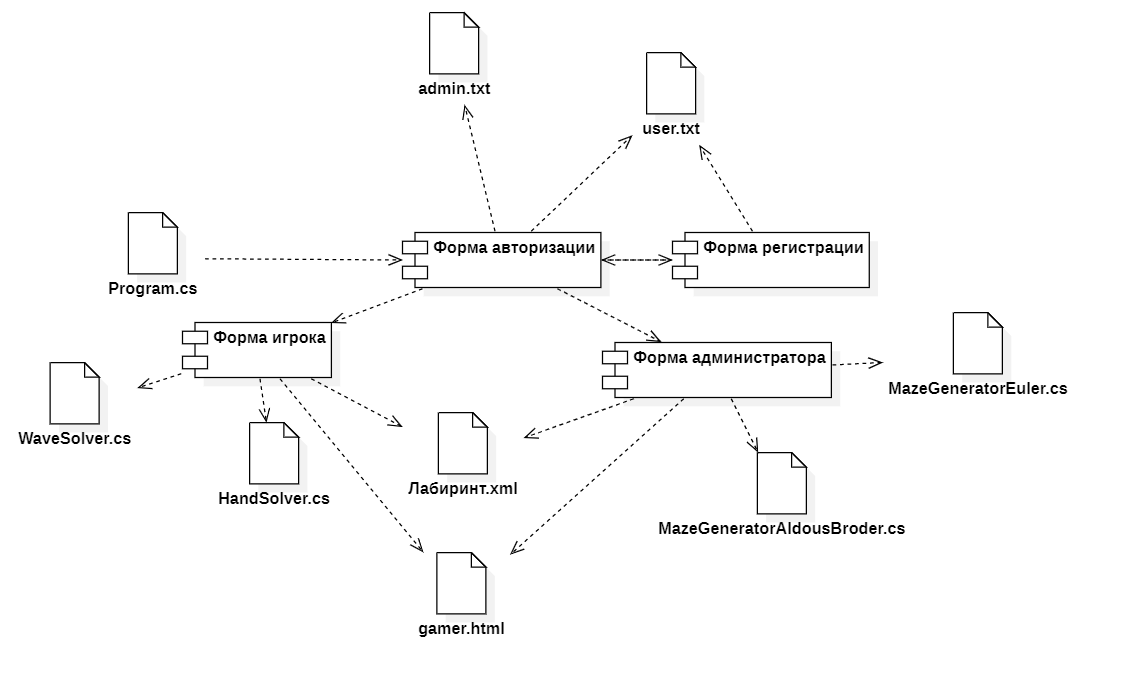 admin.txt
user.txt
Форма авторизации
Форма регистрации
Program.cs
Форма игрока
Форма администратора
MazeGeneratorEuler.cs
WaveSolver.cs
HandSolver.cs
Лабиринт.xml
MazeGeneratorAldousBroder.cs
gamer.html